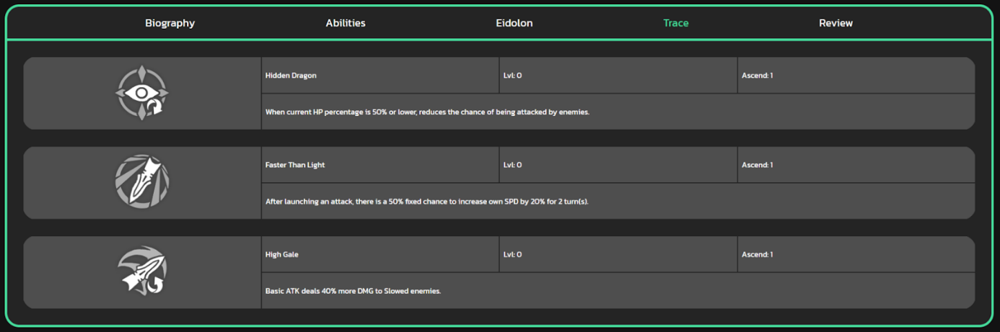 Biography Abilities Eidolon Trace Review
Hidden Dragon Lvl: 0 Ascend: 1
When current HP percentage is 50% or lower, reduces the chance of being attacked by enemies.
Faster Than Light Lvl: 0 Ascend: 1
After launching an attack, there is a 50% fixed chance to increase own SPD by 20% for 2 turn(s).
High Gale Lvl: 0 Ascend: 1
Basic ATK deals 40% more DMG to Slowed enemies.